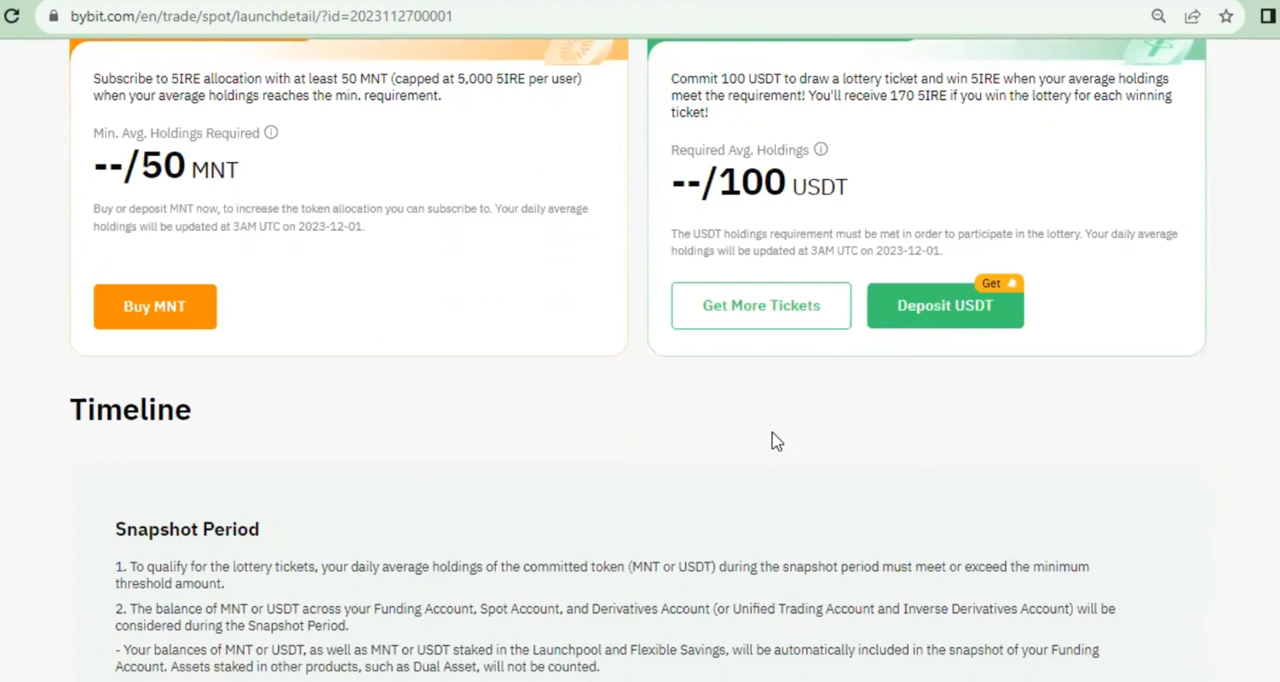 bybit.com/en/trade/spot/launchdetail/?id=2023112700001
Subscribe to 5IRE allocation with at least 50 MNT (capped at 5,000 5IRE per user)
when your average holdings reaches the min. requirement.
Min. Avg. Holdings Required
--/50 MNT
Buy or deposit MNT now, to increase the token allocation you can subscribe to. Your daily average
holdings will be updated at 3AM UTC on 2023-12-01.
Buy MNT
Commit 100 USDT to draw a lottery ticket and win 5IRE when your average holdings
meet the requirement! You'll receive 170 5IRE if you win the lottery for each winning
ticket!
Required Avg. Holdings
--/100 USDT
The USDT holdings requirement must be met in order to participate in the lottery. Your daily average
holdings will be updated at 3AM UTC on 2023-12-01.
Get
Get More Tickets
Deposit USDT
Timeline
Snapshot Period
1. To qualify for the lottery tickets, your daily average holdings of the committed token (MNT or USDT) during the snapshot period must meet or exceed the minimum
threshold amount.
2. The balance of MNT or USDT across your Funding Account, Spot Account, and Derivatives Account (or Unified Trading Account and Inverse Derivatives Account) will be
considered during the Snapshot Period.
- Your balances of MNT or USDT, as well as MNT or USDT staked in the Launchpool and Flexible Savings, will be automatically included in the snapshot of your Funding
Account. Assets staked in other products, such as Dual Asset, will not be counted.